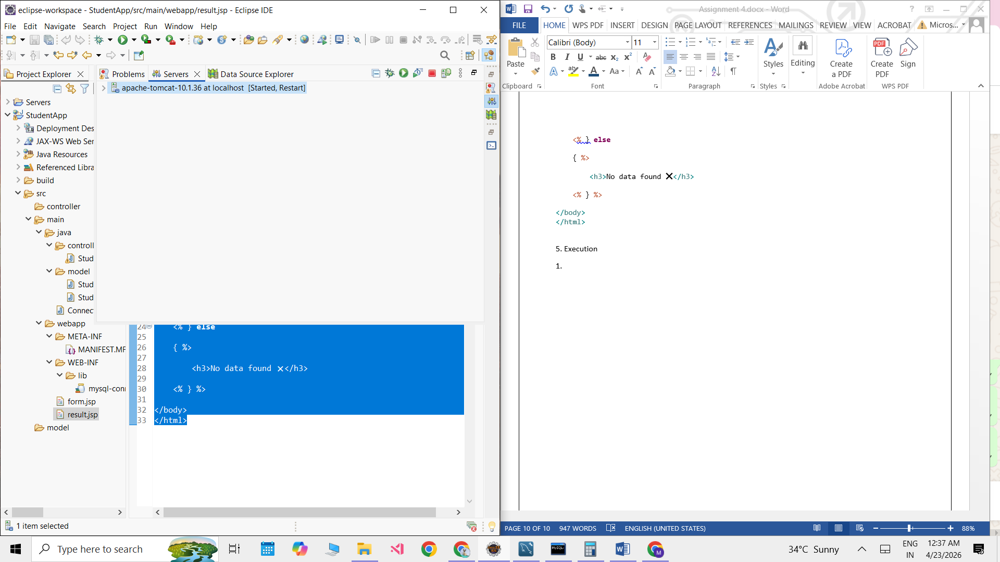 eclipse-workspace - StudentApp/src/main/webapp/result.jsp - Eclipse IDE
File Edit Navigate Search Project Run Window Help
Project Explorer
Problems Servers Data Source Explorer
apache-tomcat-10.1.36 at localhost [Started, Restart]
Servers
StudentApp
Deployment Des
JAX-WS Web Ser
Java Resources
Referenced Libra
build
src
controller
main
java
controll
Stud
model
Stud
Stud
Connec
webapp
META-INF
MANIFEST.MF
WEB-INF
lib
mysql-con
form.jsp
result.jsp
model
24 <% } else
25
26 { %>
27
28 <h3>No data found ❌</h3>
29
30 <% } %>
31
32 </body>
33 </html>
1 item selected
Assignment 4.docx - Word
FILE HOME WPS PDF INSERT DESIGN PAGE LAYOUT REFERENCES MAILINGS REVIEW VIEW ACROBAT Micros...
Calibri (Body) 11
Paste
B I U abc X₂ X²
A ab A Aa A A
Styles
Editing
Create a PDF
Create PDF
Sign
Clipboard Font Paragraph Styles Adobe Acrobat WPS PDF
<% } else
{ %>
<h3>No data found ❌</h3>
<% } %>
</body>
</html>
5. Execution
1.
PAGE 10 OF 10 947 WORDS ENGLISH (UNITED STATES) 88%
Type here to search
34°C Sunny
ENG
IN
12:37 AM
4/23/2026